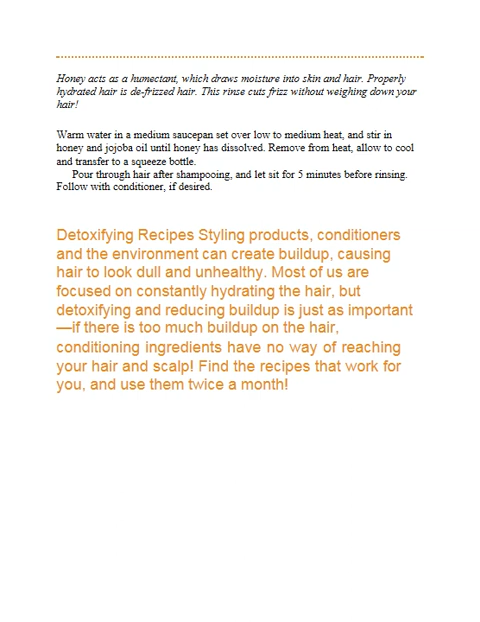 Honey acts as a humectant, which draws moisture into skin and hair. Properly
hydrated hair is de-frizzed hair. This rinse cuts frizz without weighing down your
hair!
Warm water in a medium saucepan set over low to medium heat, and stir in
honey and jojoba oil until honey has dissolved. Remove from heat, allow to cool
and transfer to a squeeze bottle.
Pour through hair after shampooing, and let sit for 5 minutes before rinsing.
Follow with conditioner, if desired.
Detoxifying Recipes Styling products, conditioners
and the environment can create buildup, causing
hair to look dull and unhealthy. Most of us are
focused on constantly hydrating the hair, but
detoxifying and reducing buildup is just as important
—if there is too much buildup on the hair,
conditioning ingredients have no way of reaching
your hair and scalp! Find the recipes that work for
you, and use them twice a month!